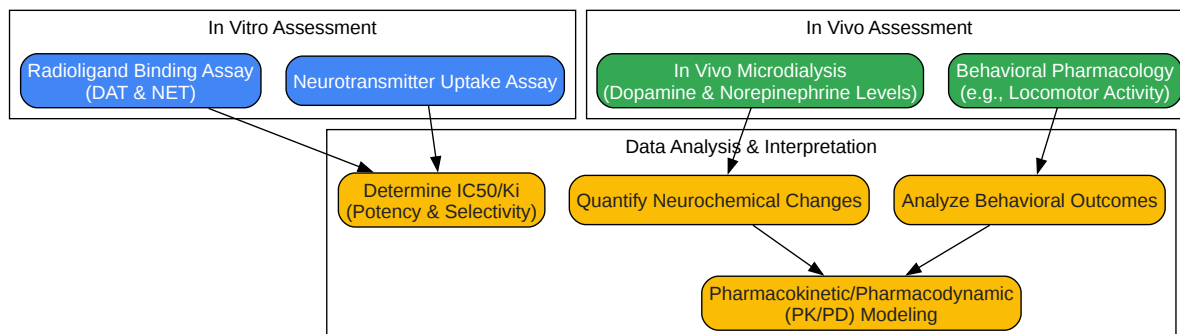 In Vitro Assessment
Radioligand Binding Assay
(DAT & NET)
Neurotransmitter Uptake Assay
In Vivo Assessment
In Vivo Microdialysis
(Dopamine & Norepinephrine Levels)
Behavioral Pharmacology
(e.g., Locomotor Activity)
Data Analysis & Interpretation
Determine IC50/Ki
(Potency & Selectivity)
Quantify Neurochemical Changes
Analyze Behavioral Outcomes
Pharmacokinetic/Pharmacodynamic
(PK/PD) Modeling